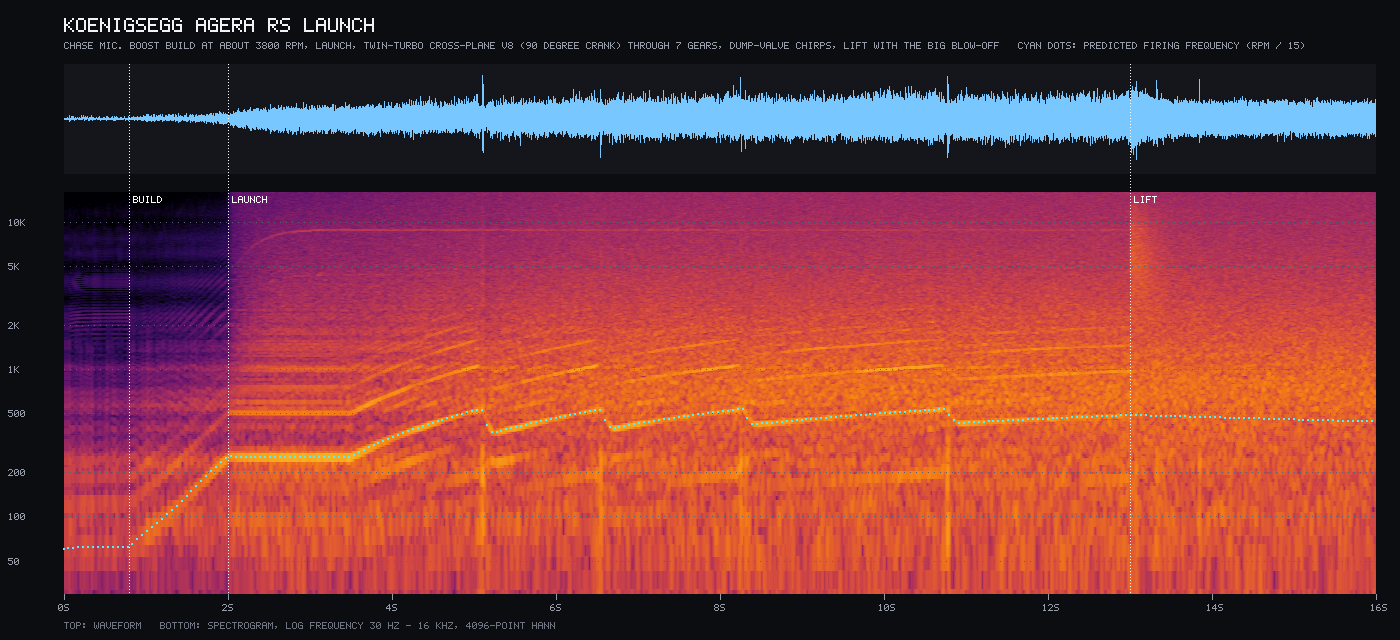 KOENIGSEGG AGERA RS LAUNCH
CHASE MIC. BOOST BUILD AT ABOUT 3800 RPM, LAUNCH, TWIN-TURBO CROSS-PLANE V8 (90 DEGREE CRANK) THROUGH 7 GEARS, DUMP-VALVE CHIRPS, LIFT WITH THE BIG BLOW-OFF CYAN DOTS: PREDICTED FIRING FREQUENCY (RPM / 15)
BUILD LAUNCH LIFT
10K
5K
2K
1K
500
200
100
50
0S 2S 4S 6S 8S 10S 12S 14S 16S
TOP: WAVEFORM BOTTOM: SPECTROGRAM, LOG FREQUENCY 30 HZ - 16 KHZ, 4096-POINT HANN